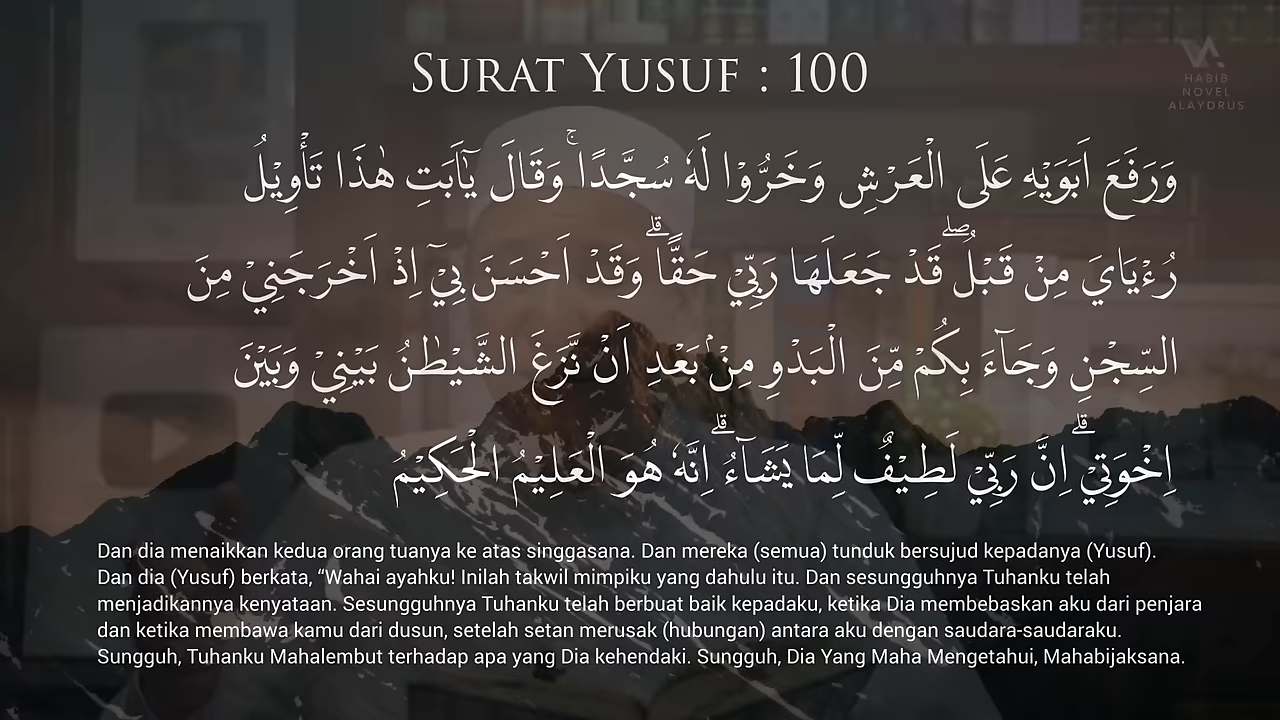 SURAT YUSUF : 100
HABIB
NOVEL
ALAYDRUS
وَرَفَعَ اَبَوَيْهِ عَلَى الْعَرْشِ وَخَرُّوْا لَهٗ سُجَّدًاۚ وَقَالَ يٰٓاَبَتِ هٰذَا تَأْوِيْلُ
رُءْيَايَ مِنْ قَبْلُۖ قَدْ جَعَلَهَا رَبِّيْ حَقًّاۗ وَقَدْ اَحْسَنَ بِيْٓ اِذْ اَخْرَجَنِيْ مِنَ
السِّجْنِ وَجَاۤءَ بِكُمْ مِّنَ الْبَدْوِ مِنْۢ بَعْدِ اَنْ نَّزَغَ الشَّيْطٰنُ بَيْنِيْ وَبَيْنَ
اِخْوَتِيْۗ اِنَّ رَبِّيْ لَطِيْفٌ لِّمَا يَشَاۤءُۗ اِنَّهٗ هُوَ الْعَلِيْمُ الْحَكِيْمُ
Dan dia menaikkan kedua orang tuanya ke atas singgasana. Dan mereka (semua) tunduk bersujud kepadanya (Yusuf).
Dan dia (Yusuf) berkata, “Wahai ayahku! Inilah takwil mimpiku yang dahulu itu. Dan sesungguhnya Tuhanku telah
menjadikannya kenyataan. Sesungguhnya Tuhanku telah berbuat baik kepadaku, ketika Dia membebaskan aku dari penjara
dan ketika membawa kamu dari dusun, setelah setan merusak (hubungan) antara aku dengan saudara-saudaraku.
Sungguh, Tuhanku Mahalembut terhadap apa yang Dia kehendaki. Sungguh, Dia Yang Maha Mengetahui, Mahabijaksana.